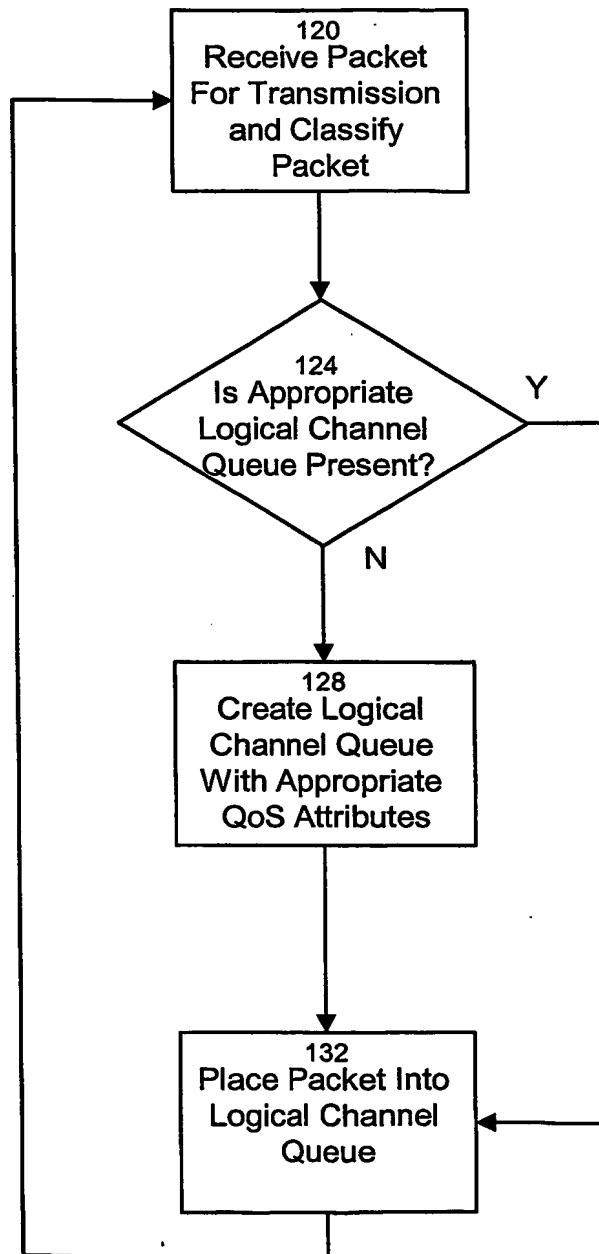 120
Receive Packet
For Transmission
and Classify
Packet
124
Is Appropriate
Logical Channel
Queue Present?
Y
N
128
Create Logical
Channel Queue
With Appropriate
QoS Attributes
132
Place Packet Into
Logical Channel
Queue